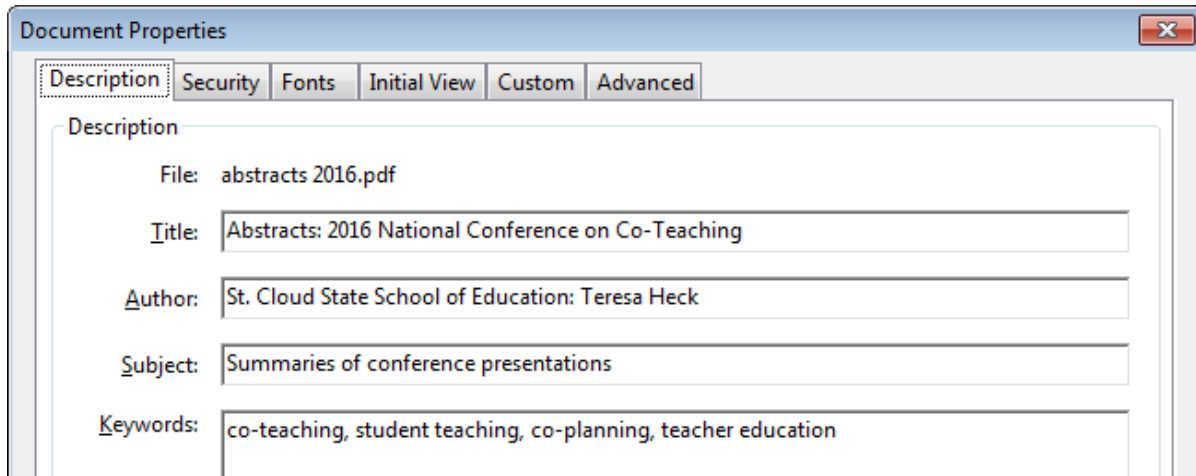 Document Properties
Description Security Fonts Initial View Custom Advanced
Description
File: abstracts 2016.pdf
Title: Abstracts: 2016 National Conference on Co-Teaching
Author: St. Cloud State School of Education: Teresa Heck
Subject: Summaries of conference presentations
Keywords: co-teaching, student teaching, co-planning, teacher education